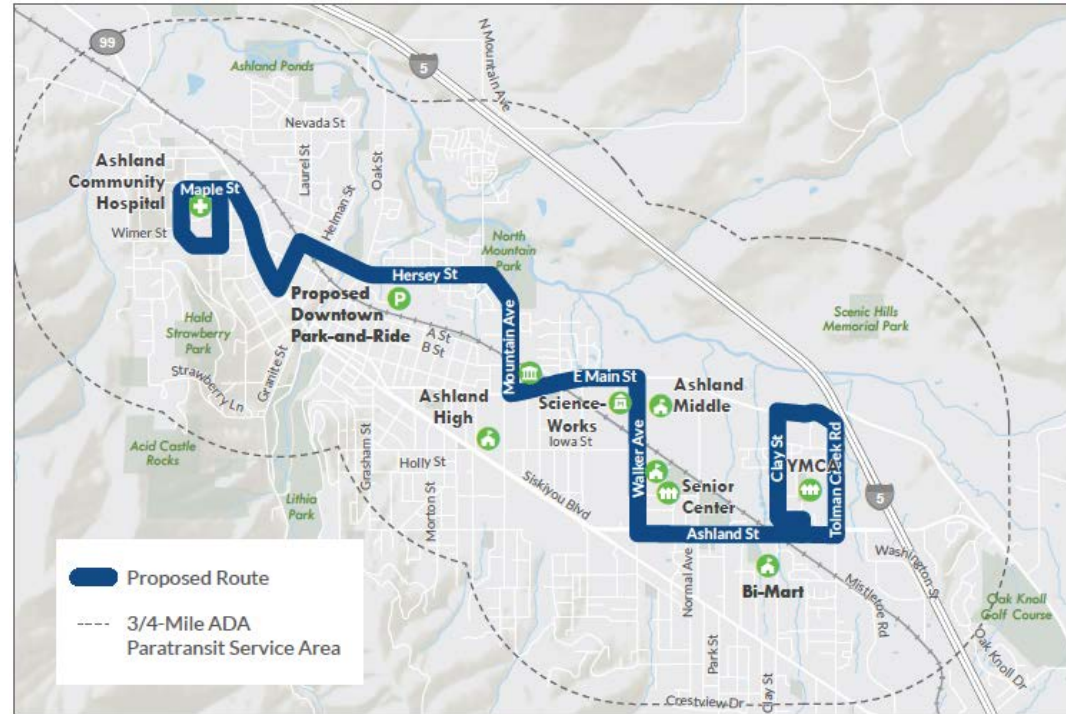 99
Ashland Ponds
5
N Mountain Ave
Nevada St
Laurel St
Oak St
Helman St
Ashland
Community
Hospital
Maple St
Wimer St
North
Mountain
Park
Hersey St
Proposed
Downtown
Park-and-Ride
P
A St
B St
Hald
Strawberry
Park
Strawberry Ln
Granite St
Scenic Hills
Memorial Park
Mountain Ave
E Main St
Ashland
High
Science-
Works
Iowa St
Ashland
Middle
Walker Ave
Clay St
YMCA
Tolman Creek Rd
5
Acid Castle
Rocks
Lithia
Park
Grasham St
Holly St
Morton St
Siskiyou Blvd
Senior
Center
Ashland St
Washington St
Normal Ave
Bi-Mart
Mistletoe Rd
Oak Knoll
Golf Course
Oak Knoll Dr
Park St
Clay St
Crestview Dr
Proposed Route
3/4-Mile ADA
Paratransit Service Area